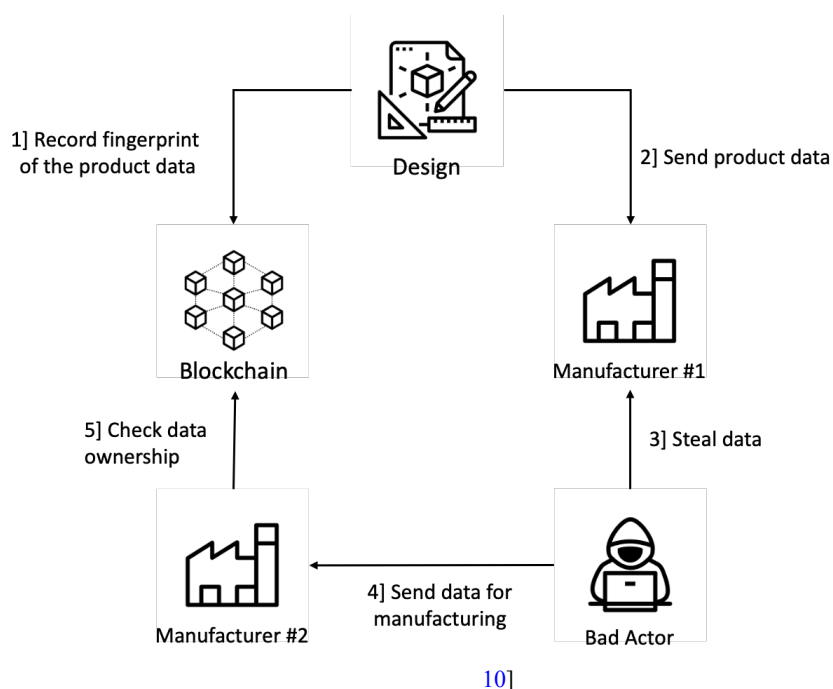 Design
1] Record fingerprint
of the product data
2] Send product data
Blockchain
Manufacturer #1
5] Check data
ownership
3] Steal data
4] Send data for
manufacturing
Manufacturer #2
Bad Actor
10]